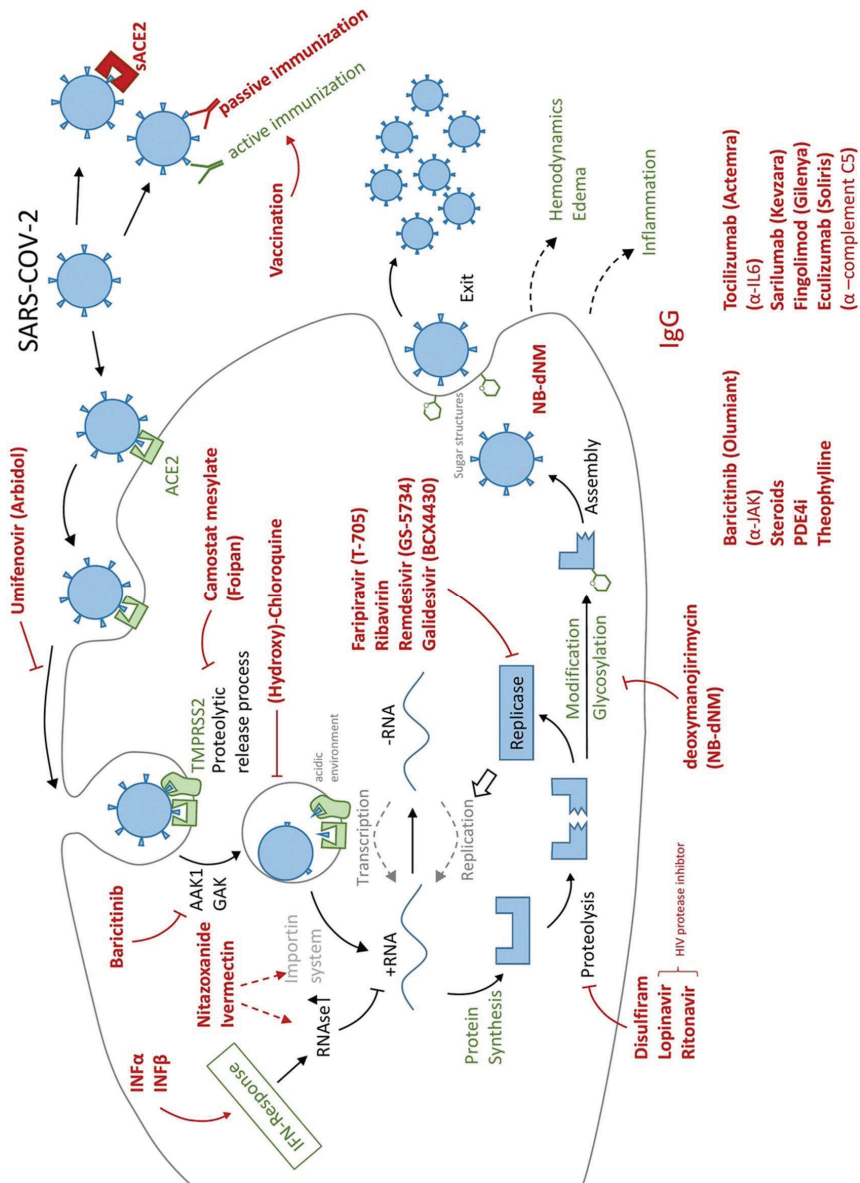 SARS-COV-2
sACE2
passive immunization
active immunization
Vaccination
Umifenovir (Arbidol)
ACE2
Camostat mesylate
(Foipan)
TMPRSS2
Proteolytic
release process
(Hydroxy)-Chloroquine
acidic
environment
Baricitinib
AAK1
GAK
Nitazoxanide
Ivermectin
Importin
system
INFα
INFβ
IFN-Response
RNAse
+RNA
Transcription
Replication
-RNA
Faripiravir (T-705)
Ribavirin
Remdesivir (GS-5734)
Galidesivir (BCX4430)
Replicase
Protein
Synthesis
Proteolysis
Disulfiram
Lopinavir
Ritonavir
HIV protease inhibtor
Modification
Glycosylation
deoxymanojirimycin
(NB-dNM)
Assembly
Sugar structures
NB-dNM
Exit
Hemodynamics
Edema
Inflammation
IgG
Baricitinib (Olumiant)
(α-JAK)
Steroids
PDE4i
Theophylline
Tocilizumab (Actemra)
(α-IL6)
Sarilumab (Kevzara)
Fingolimod (Gilenya)
Eculizumab (Soliris)
(α –complement C5)